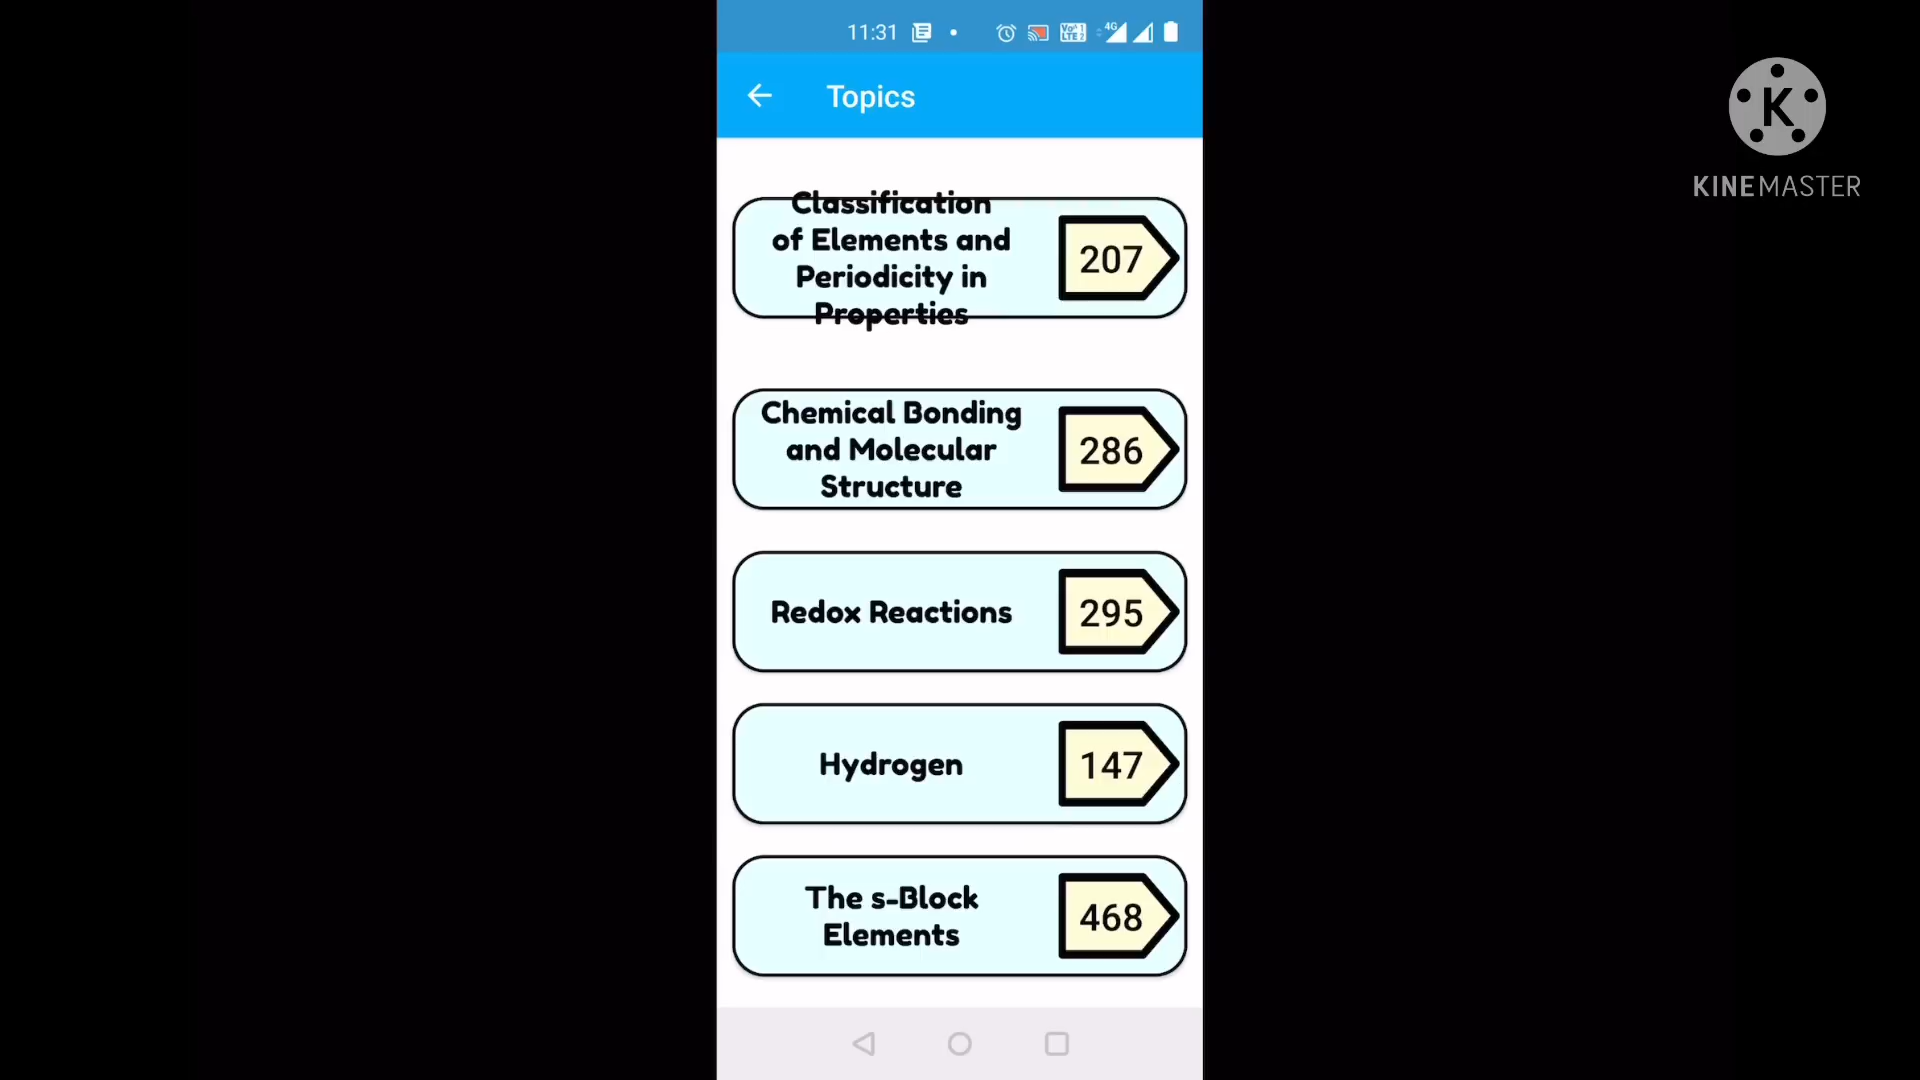 11:31
4G
Topics
KINEMASTER
Classification
of Elements and
Periodicity in
Properties
207
Chemical Bonding
and Molecular
Structure
286
Redox Reactions
295
Hydrogen
147
The s-Block
Elements
468